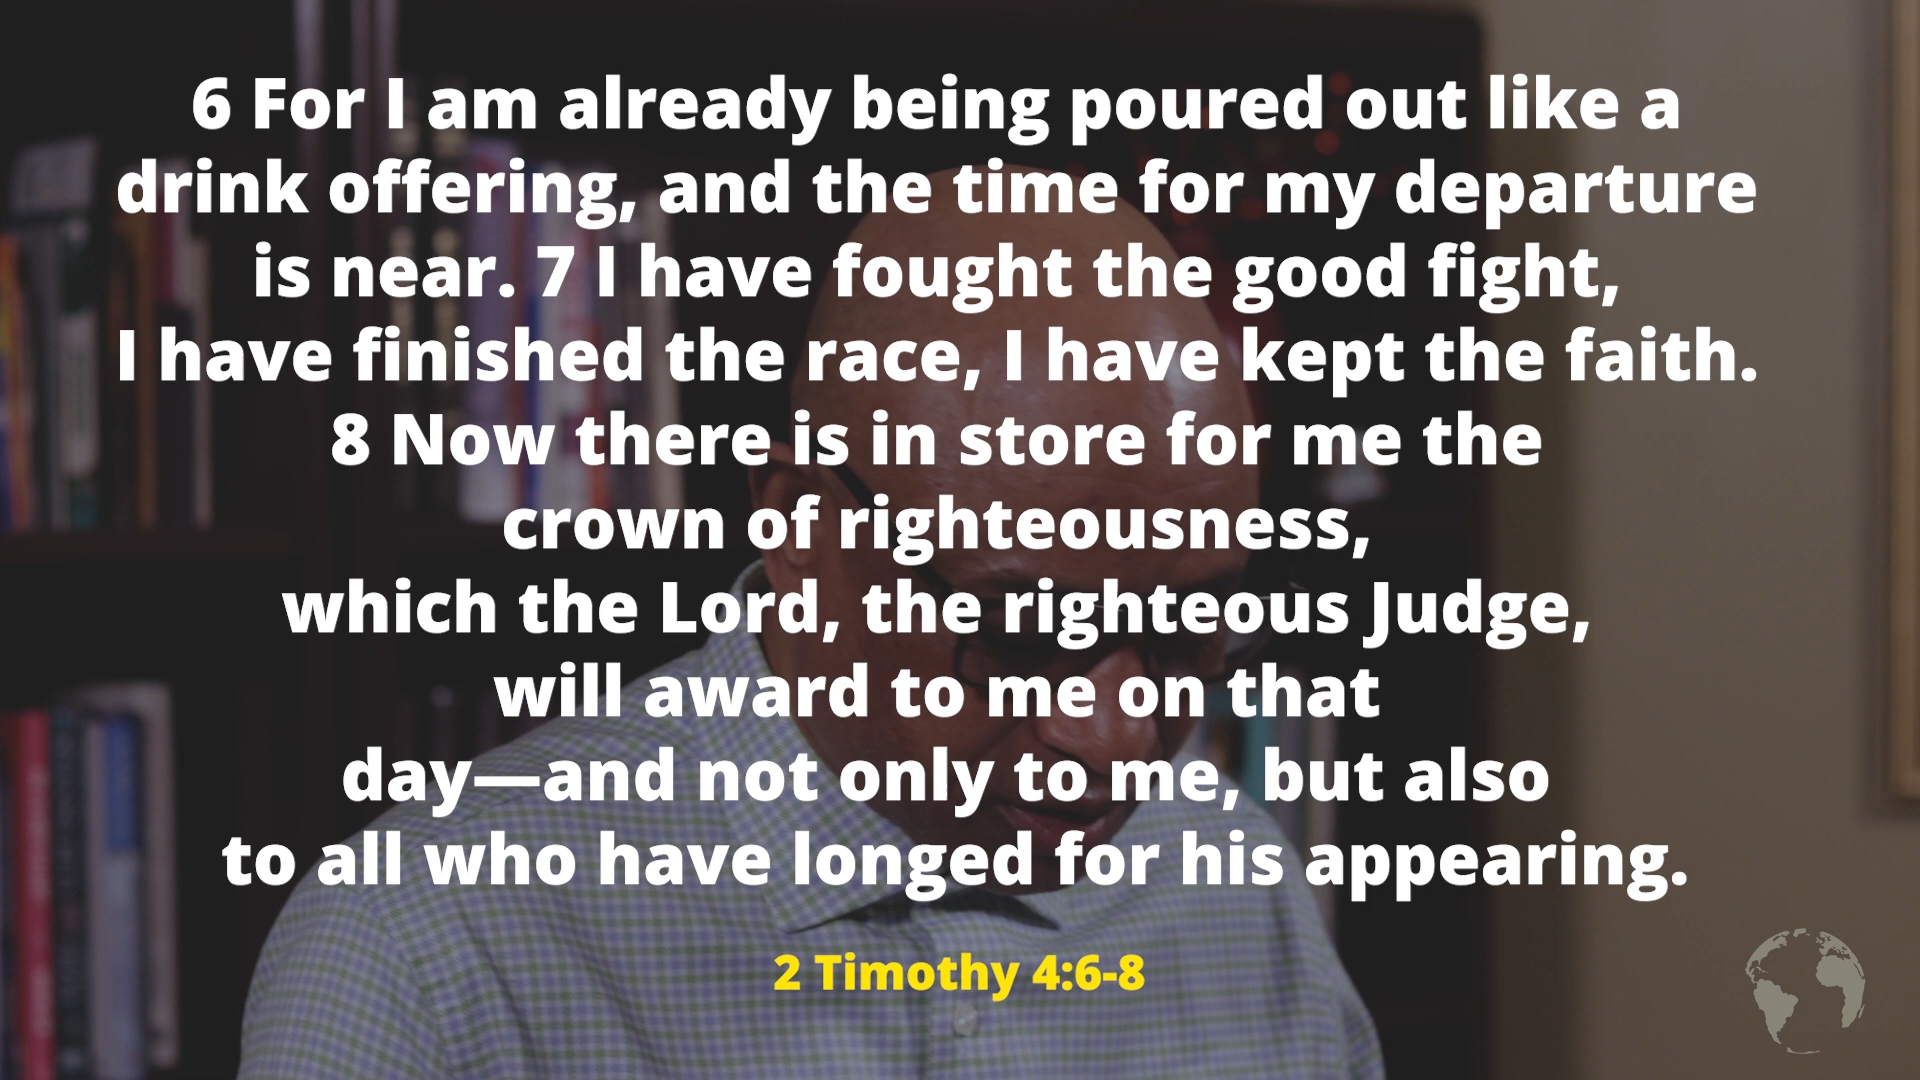 6 For I am already being poured out like a
drink offering, and the time for my departure
is near. 7 I have fought the good fight,
I have finished the race, I have kept the faith.
8 Now there is in store for me the
crown of righteousness,
which the Lord, the righteous Judge,
will award to me on that
day—and not only to me, but also
to all who have longed for his appearing.
2 Timothy 4:6-8